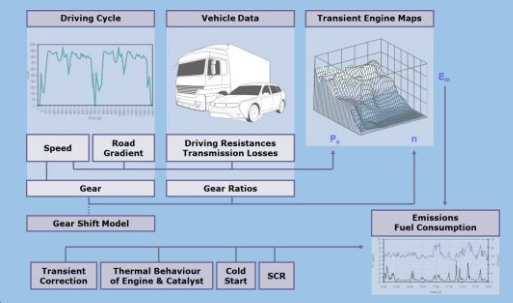 Driving Cycle
Vehicle Data
Transient Engine Maps
Em
Pe
n
Speed
Road
Gradient
Driving Resistances
Transmission Losses
Gear
Gear Ratios
Gear Shift Model
Emissions
Fuel Consumption
Transient
Correction
Thermal Behaviour
of Engine & Catalyst
Cold
Start
SCR